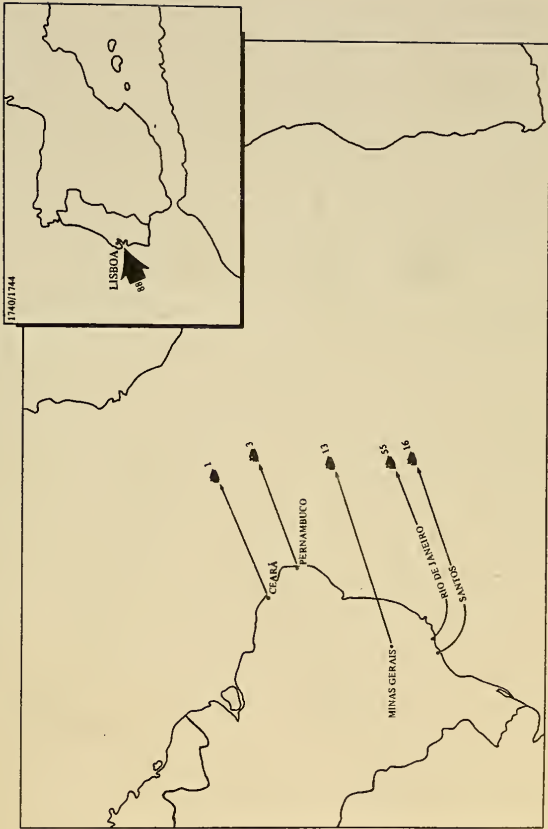 1740/1744
LISBOA
88
CEARÁ
1
PERNAMBUCO
3
MINAS GERAIS
13
RIO DE JANEIRO
55
SANTOS
16